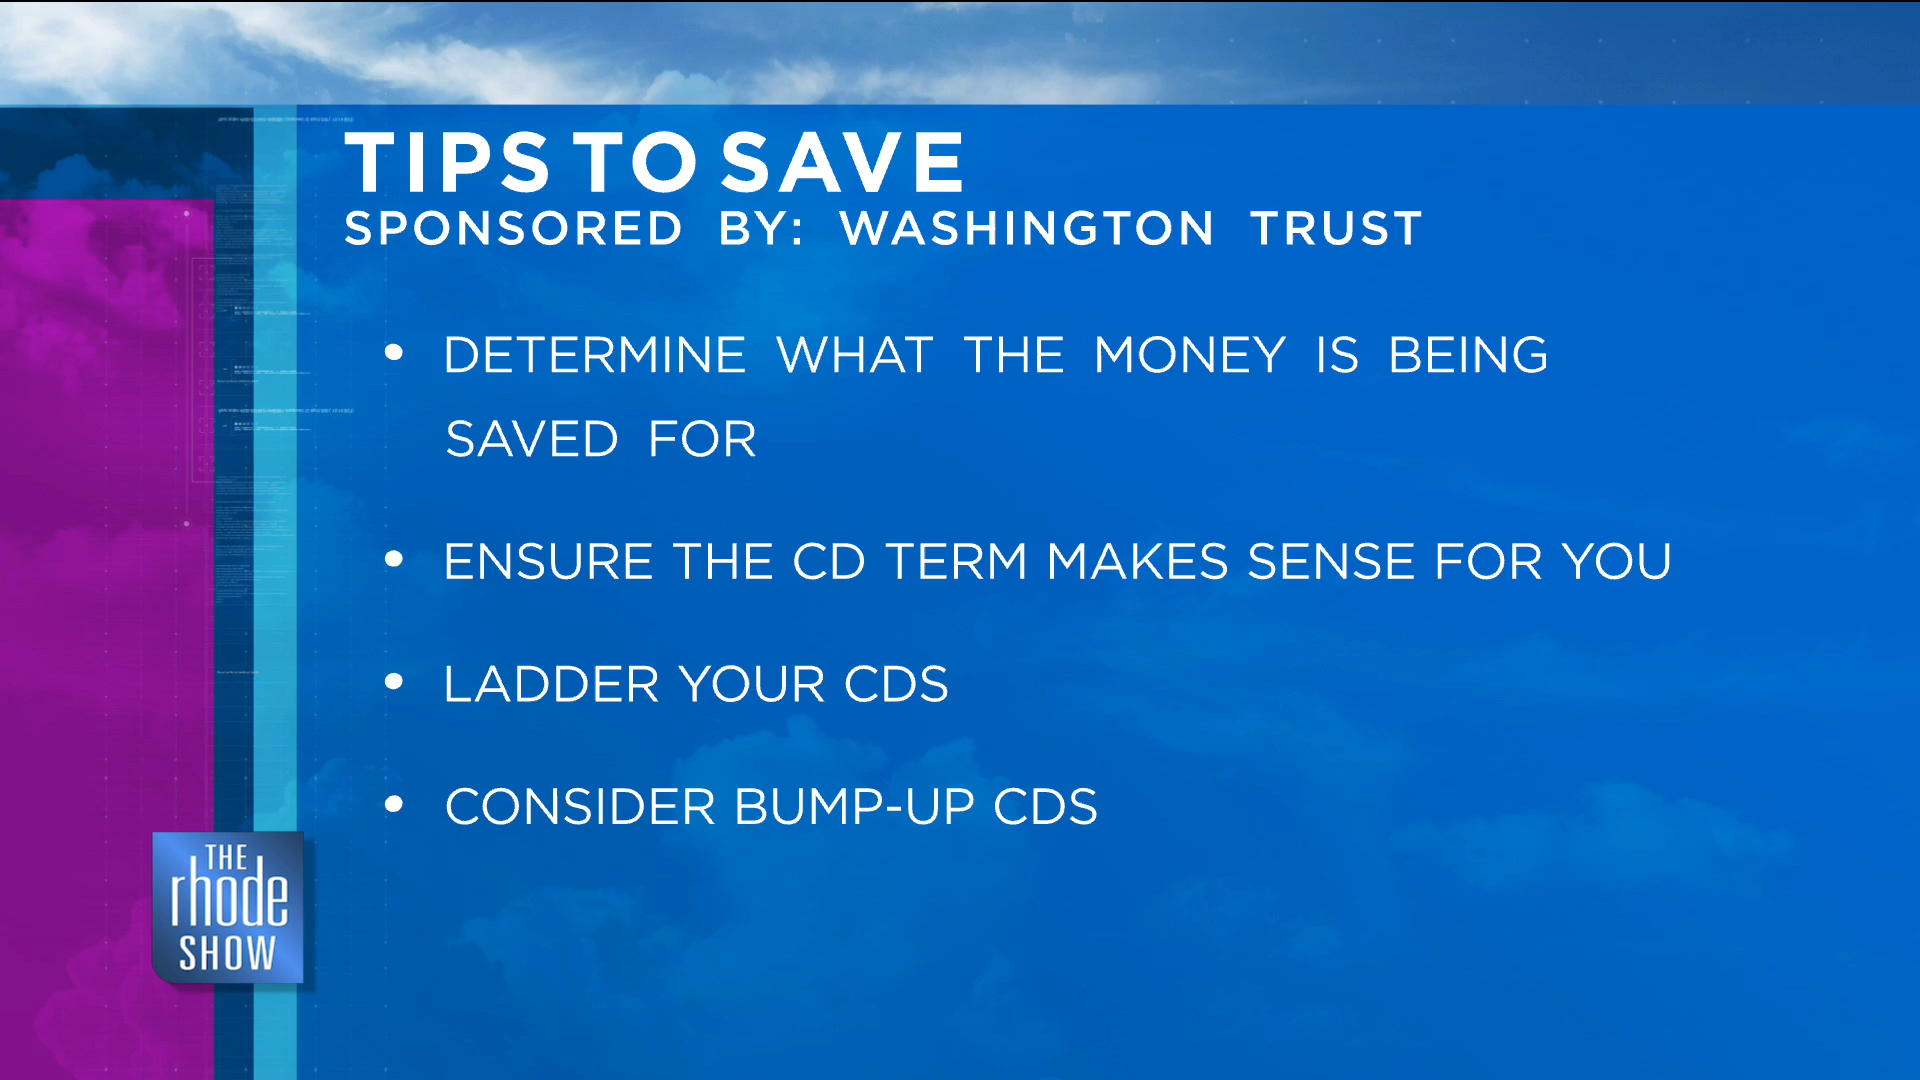 TIPS TO SAVE
SPONSORED BY: WASHINGTON TRUST
• DETERMINE WHAT THE MONEY IS BEING
SAVED FOR
• ENSURE THE CD TERM MAKES SENSE FOR YOU
• LADDER YOUR CDS
• CONSIDER BUMP-UP CDS
THE
rhode
SHOW